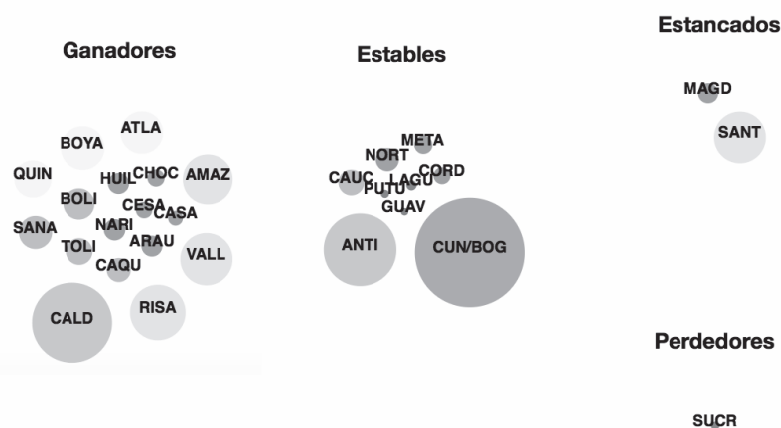 Ganadores
ATLA
BOYA
QUIN
HUIL
CHOC
AMAZ
BOLI
CESA
CASA
SANA
NARI
TOLI
ARAU
VALL
CAQU
CALD
RISA
Estables
META
NORT
CAUC
PUTU
LAGU
CORD
GUAV
ANTI
CUN/BOG
Estancados
MAGD
SANT
Perdedores
SUCR